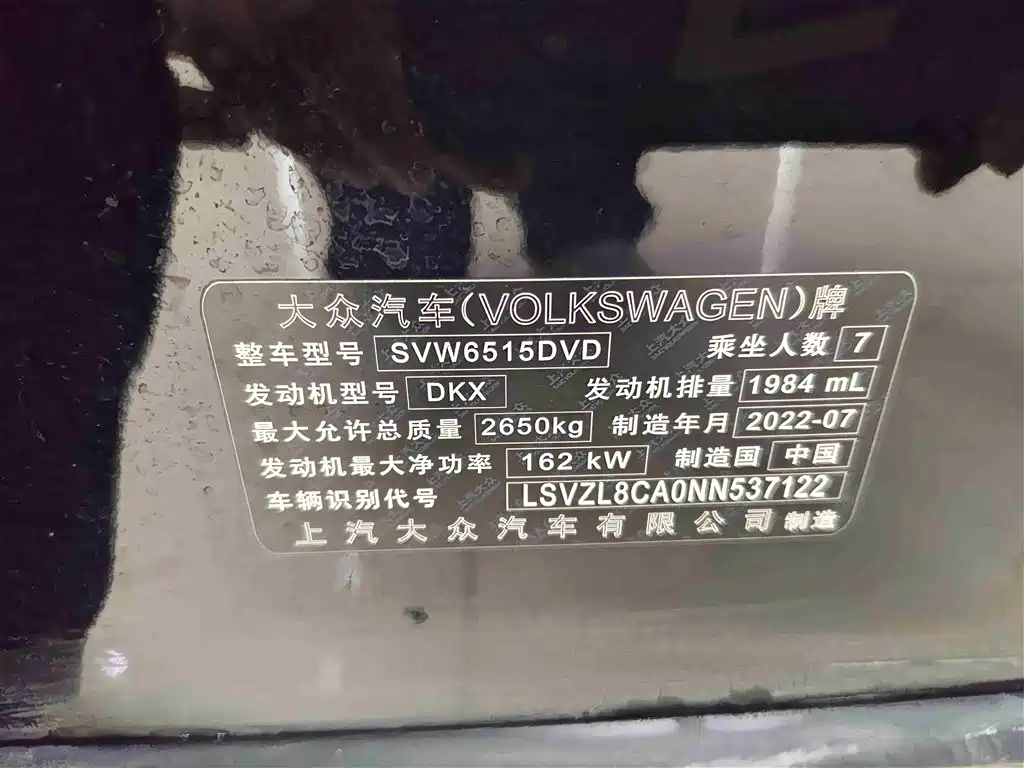 大众汽车(VOLKSWAGEN)牌
整车型号 SVW6515DVD 乘坐人数 7
发动机型号 DKX 发动机排量 1984 mL
最大允许总质量 2650kg 制造年月 2022-07
发动机最大净功率 162 kW 制造国 中国
车辆识别代号 LSVZL8CA0NN537122
上汽大众汽车有限公司 制造